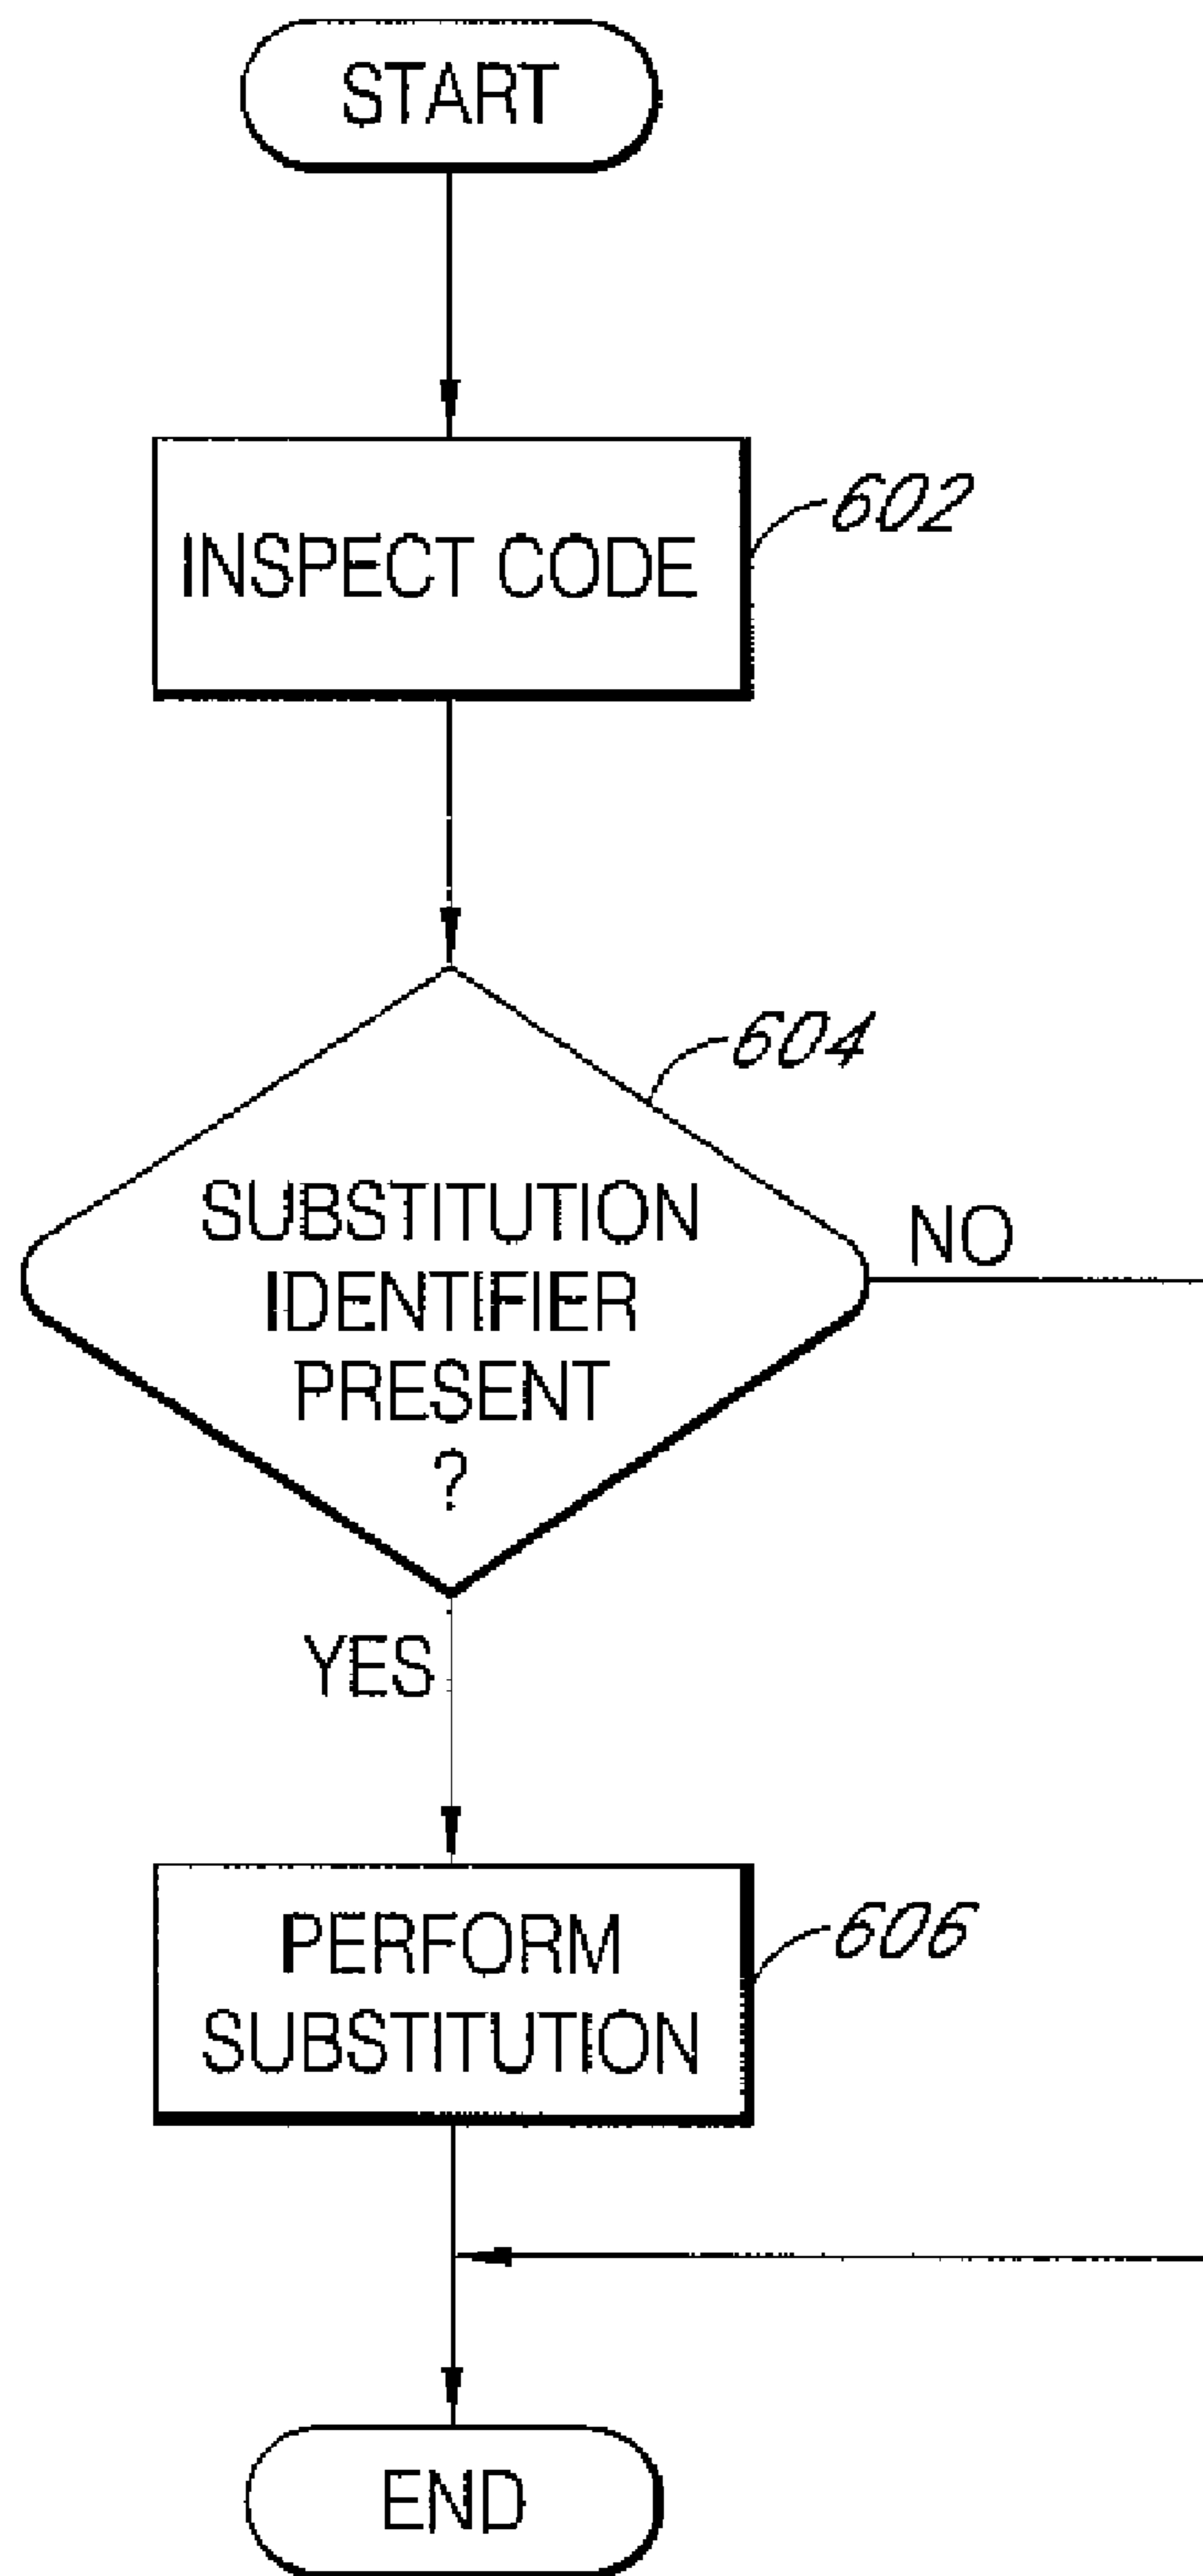 START
INSPECT CODE
602
604
SUBSTITUTION
IDENTIFIER
PRESENT
?
NO
YES
PERFORM
SUBSTITUTION
606
END